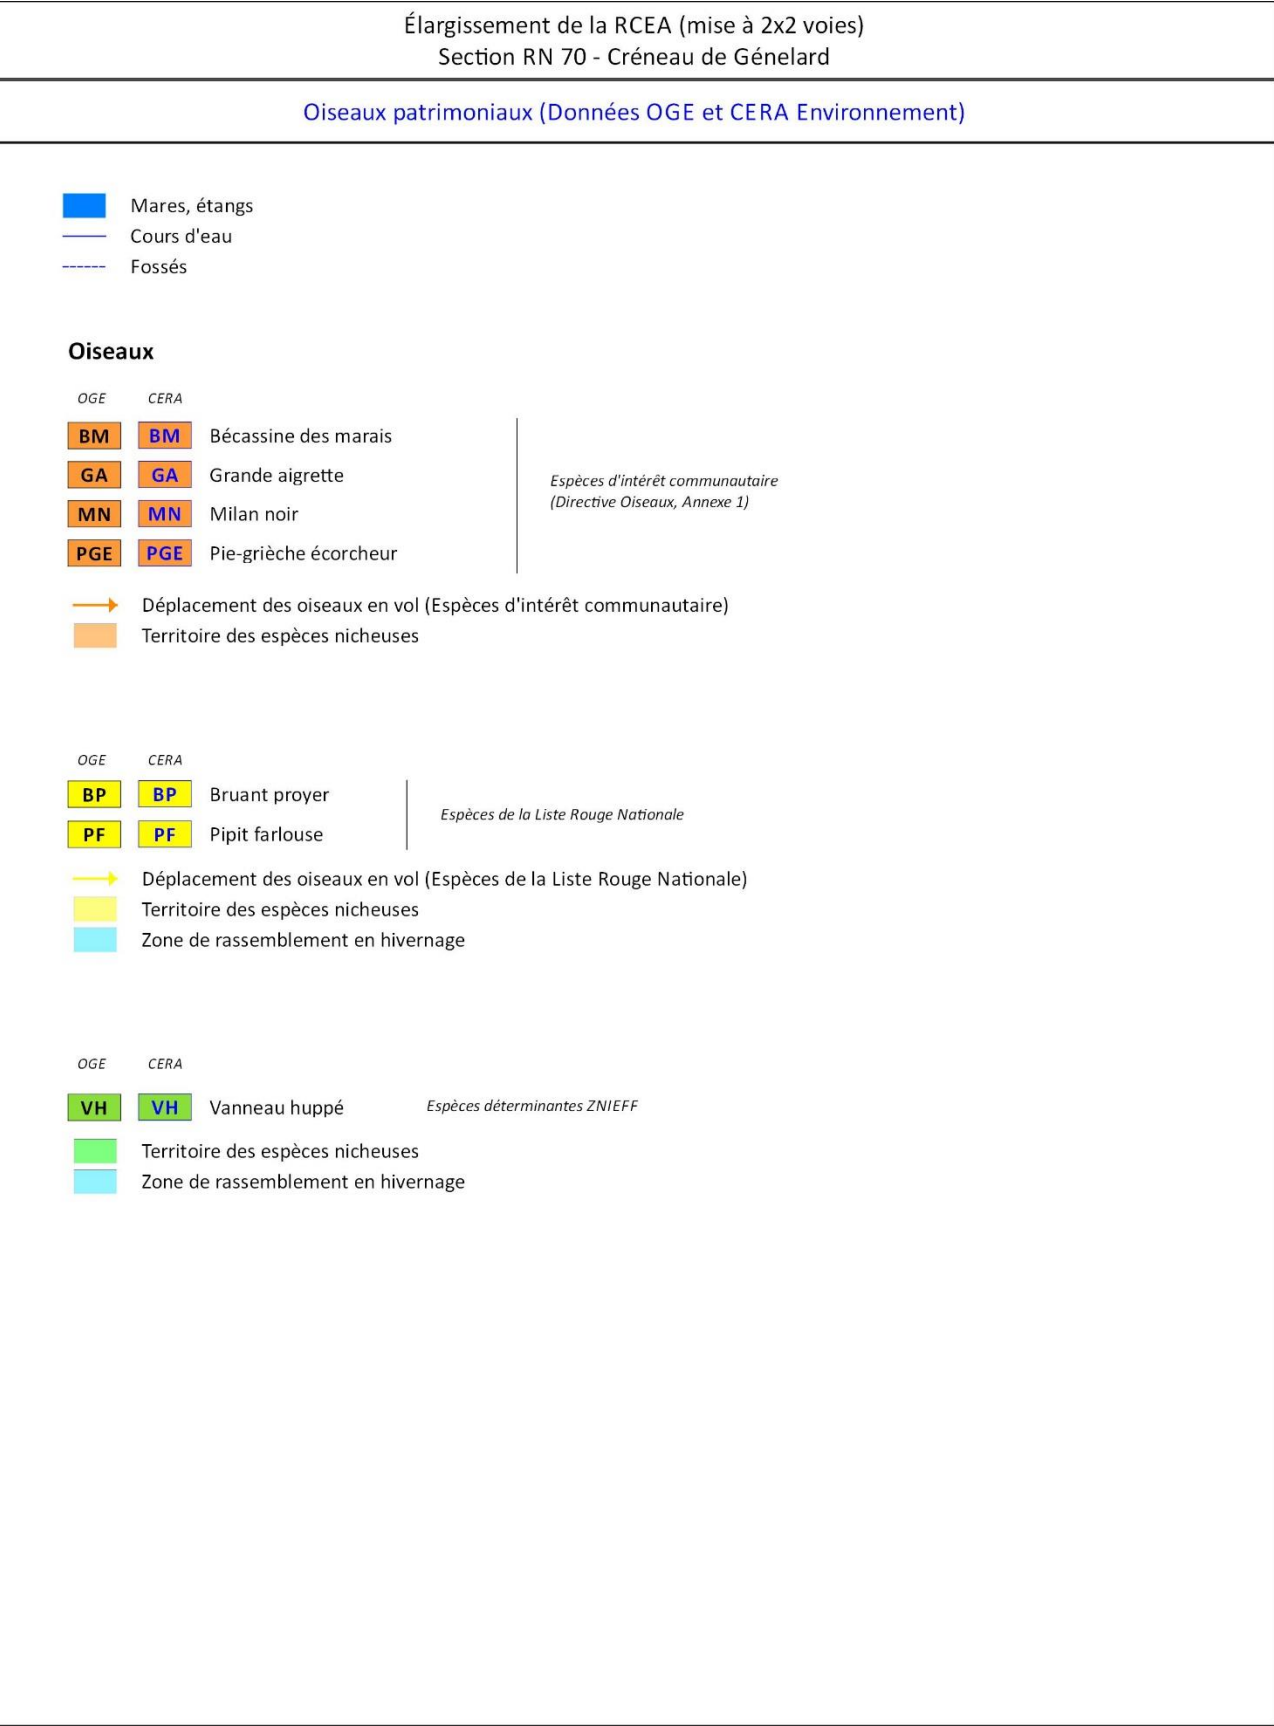 Élargissement de la RCEA (mise à 2x2 voies)
Section RN 70 - Créneau de Génelard
Oiseaux patrimoniaux (Données OGE et CERA Environnement)
Mares, étangs
Cours d'eau
Fossés
Oiseaux
OGE CERA
BM BM Bécassine des marais
GA GA Grande aigrette
Espèces d'intérêt communautaire
(Directive Oiseaux, Annexe 1)
MN MN Milan noir
PGE PGE Pie-grièche écorcheur
Déplacement des oiseaux en vol (Espèces d'intérêt communautaire)
Territoire des espèces nicheuses
OGE CERA
BP BP Bruant proyer
Espèces de la Liste Rouge Nationale
PF PF Pipit farlouse
Déplacement des oiseaux en vol (Espèces de la Liste Rouge Nationale)
Territoire des espèces nicheuses
Zone de rassemblement en hivernage
OGE CERA
VH VH Vanneau huppé Espèces déterminantes ZNIEFF
Territoire des espèces nicheuses
Zone de rassemblement en hivernage